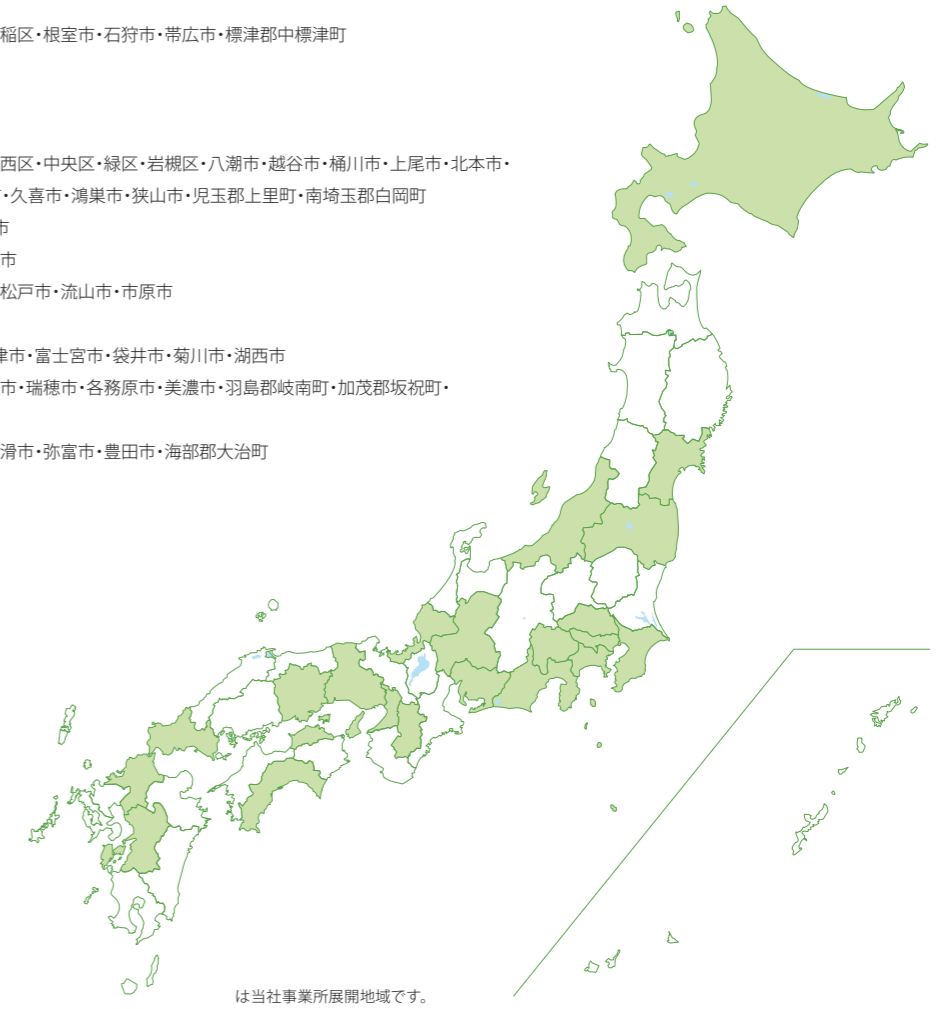 稲区・根室市・石狩市・帯広市・標津郡中標津町
西区・中央区・緑区・岩槻区・八潮市・越谷市・桶川市・上尾市・北本市・
・久喜市・鴻巣市・狭山市・児玉郡上里町・南埼玉郡白岡町
市
市
松戸市・流山市・市原市
津市・富士宮市・袋井市・菊川市・湖西市
市・瑞穂市・各務原市・美濃市・羽島郡岐南町・加茂郡坂祝町・
滑市・弥富市・豊田市・海部郡大治町
は当社事業所展開地域です。